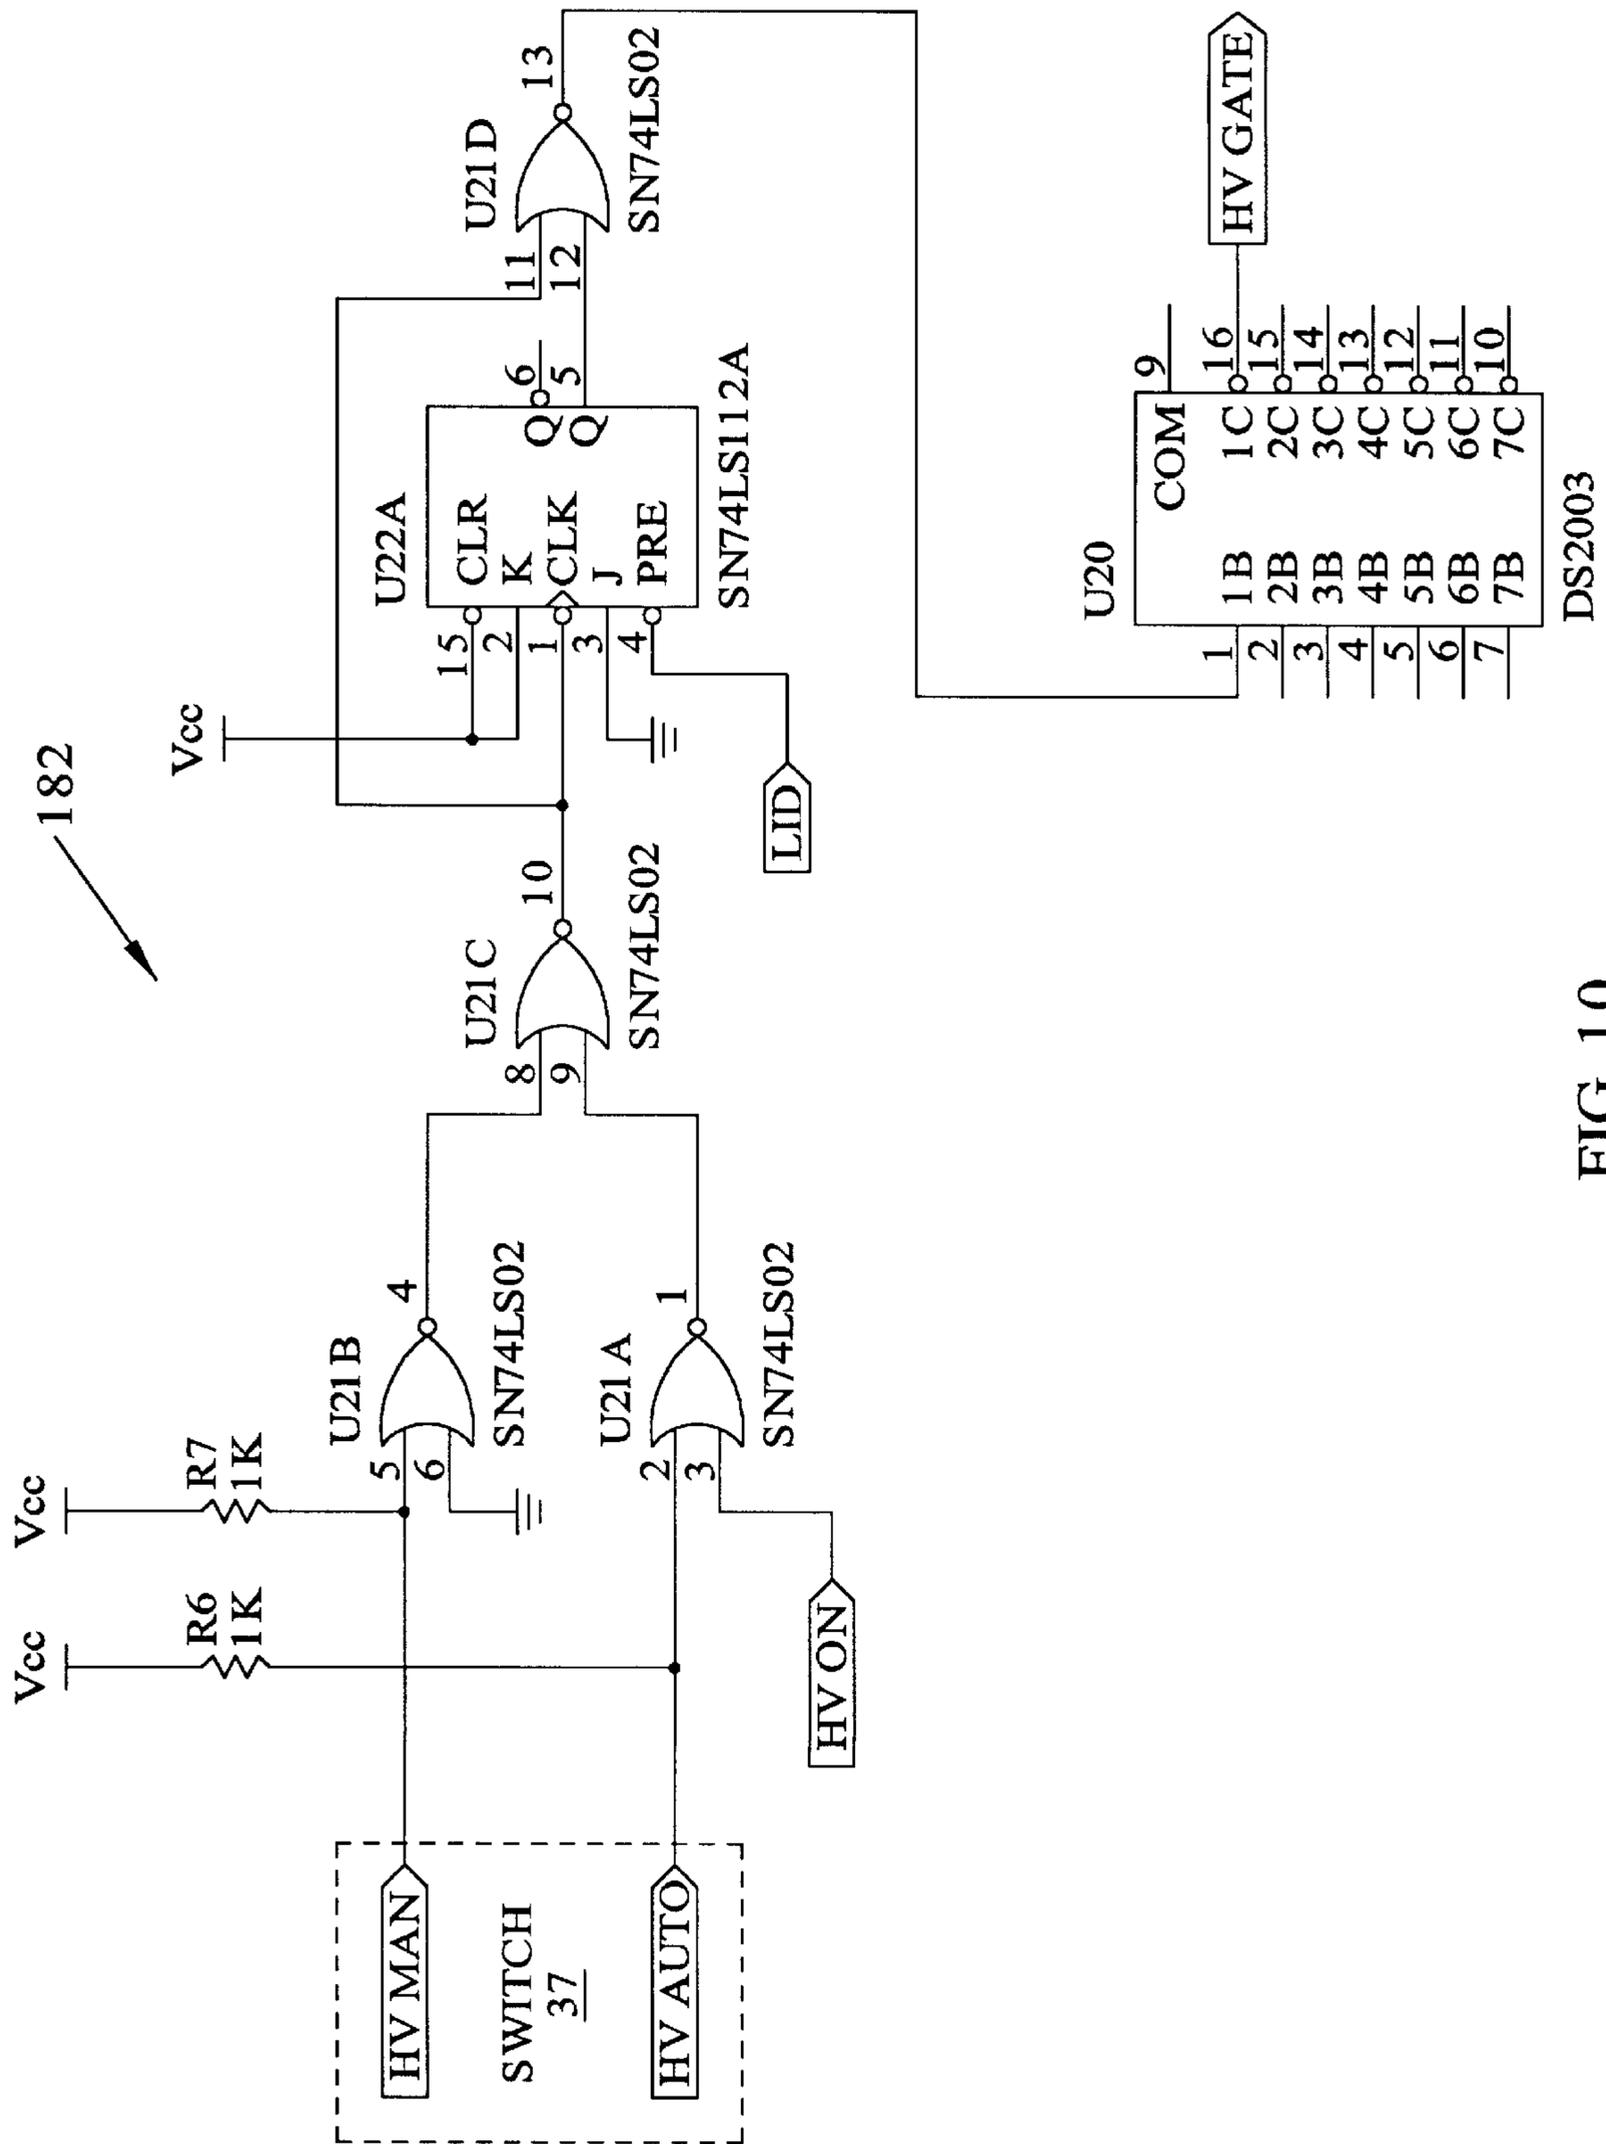 182
Vcc
R6
1K
Vcc
R7
1K
SWITCH
37
HV MAN
HV AUTO
HV ON
5
6
U21B
4
SN74LS02
2
3
U21A
1
SN74LS02
8
9
U21C
10
SN74LS02
Vcc
LID
U22A
15
2
1
3
4
CLR
K
CLK
J
PRE
Q
Q
6
5
SN74LS112A
U21D
11
12
13
SN74LS02
U20
1
2
3
4
5
6
7
1B
2B
3B
4B
5B
6B
7B
COM
1C
2C
3C
4C
5C
6C
7C
9
16
15
14
13
12
11
10
DS2003
HV GATE
FIG. 10